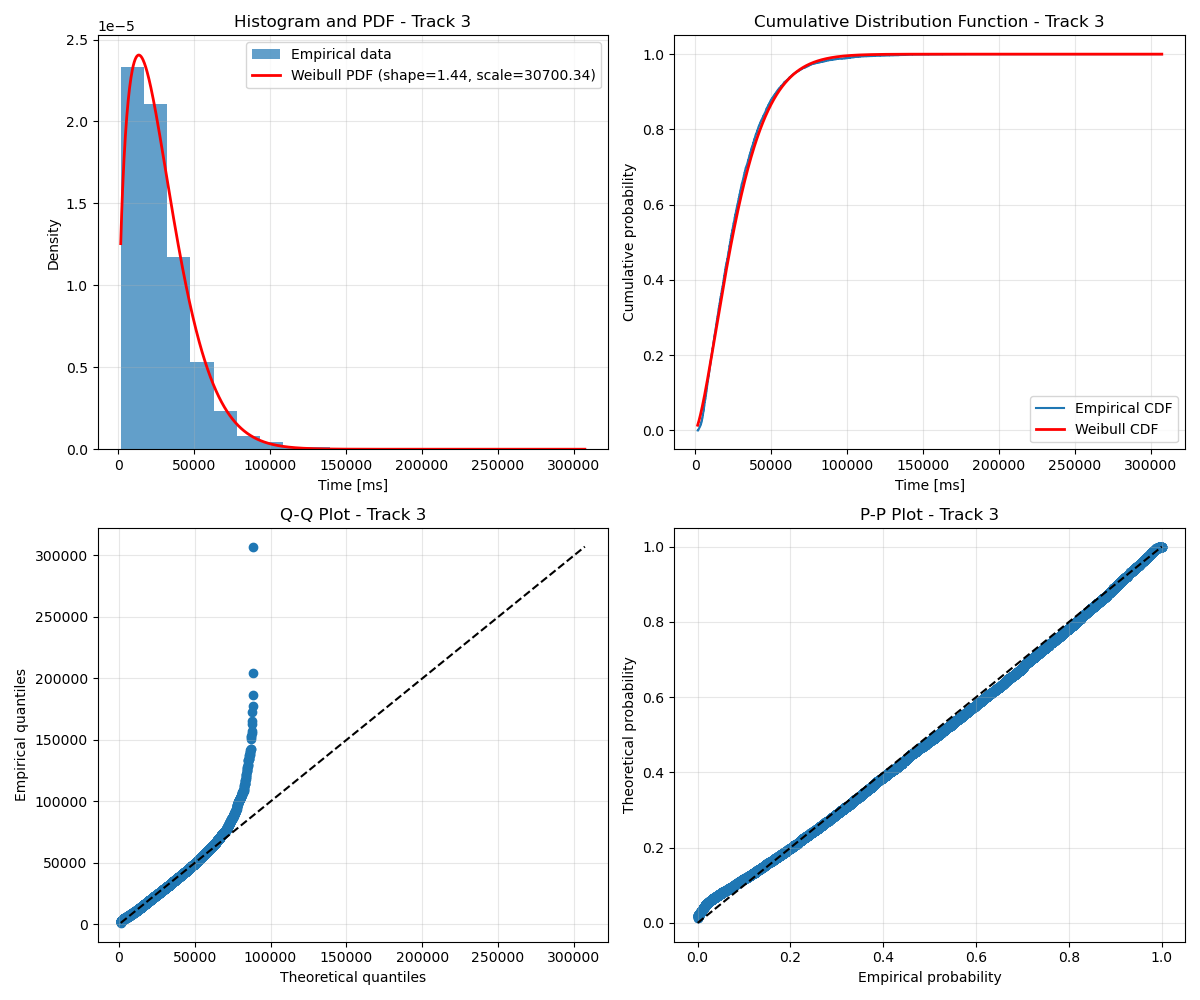 Histogram and PDF - Track 3
1e−5
2.5
2.0
1.5
1.0
0.5
0.0
Density
Empirical data
Weibull PDF (shape=1.44, scale=30700.34)
0 50000 100000 150000 200000 250000 300000
Time [ms]
Cumulative Distribution Function - Track 3
1.0
0.8
0.6
0.4
0.2
0.0
Cumulative probability
Empirical CDF
Weibull CDF
0 50000 100000 150000 200000 250000 300000
Time [ms]
Q-Q Plot - Track 3
300000
250000
200000
150000
100000
50000
0
Empirical quantiles
0 50000 100000 150000 200000 250000 300000
Theoretical quantiles
P-P Plot - Track 3
1.0
0.8
0.6
0.4
0.2
0.0
Theoretical probability
0.0 0.2 0.4 0.6 0.8 1.0
Empirical probability